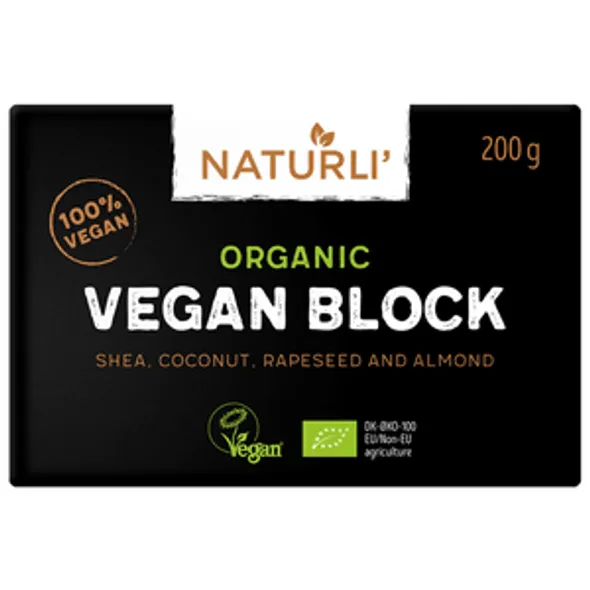 NATURLI'
200 g
100%
VEGAN
ORGANIC
VEGAN BLOCK
SHEA, COCONUT, RAPESEED AND ALMOND
Vegan
DK-ØKO-100
EU/Non-EU
agriculture